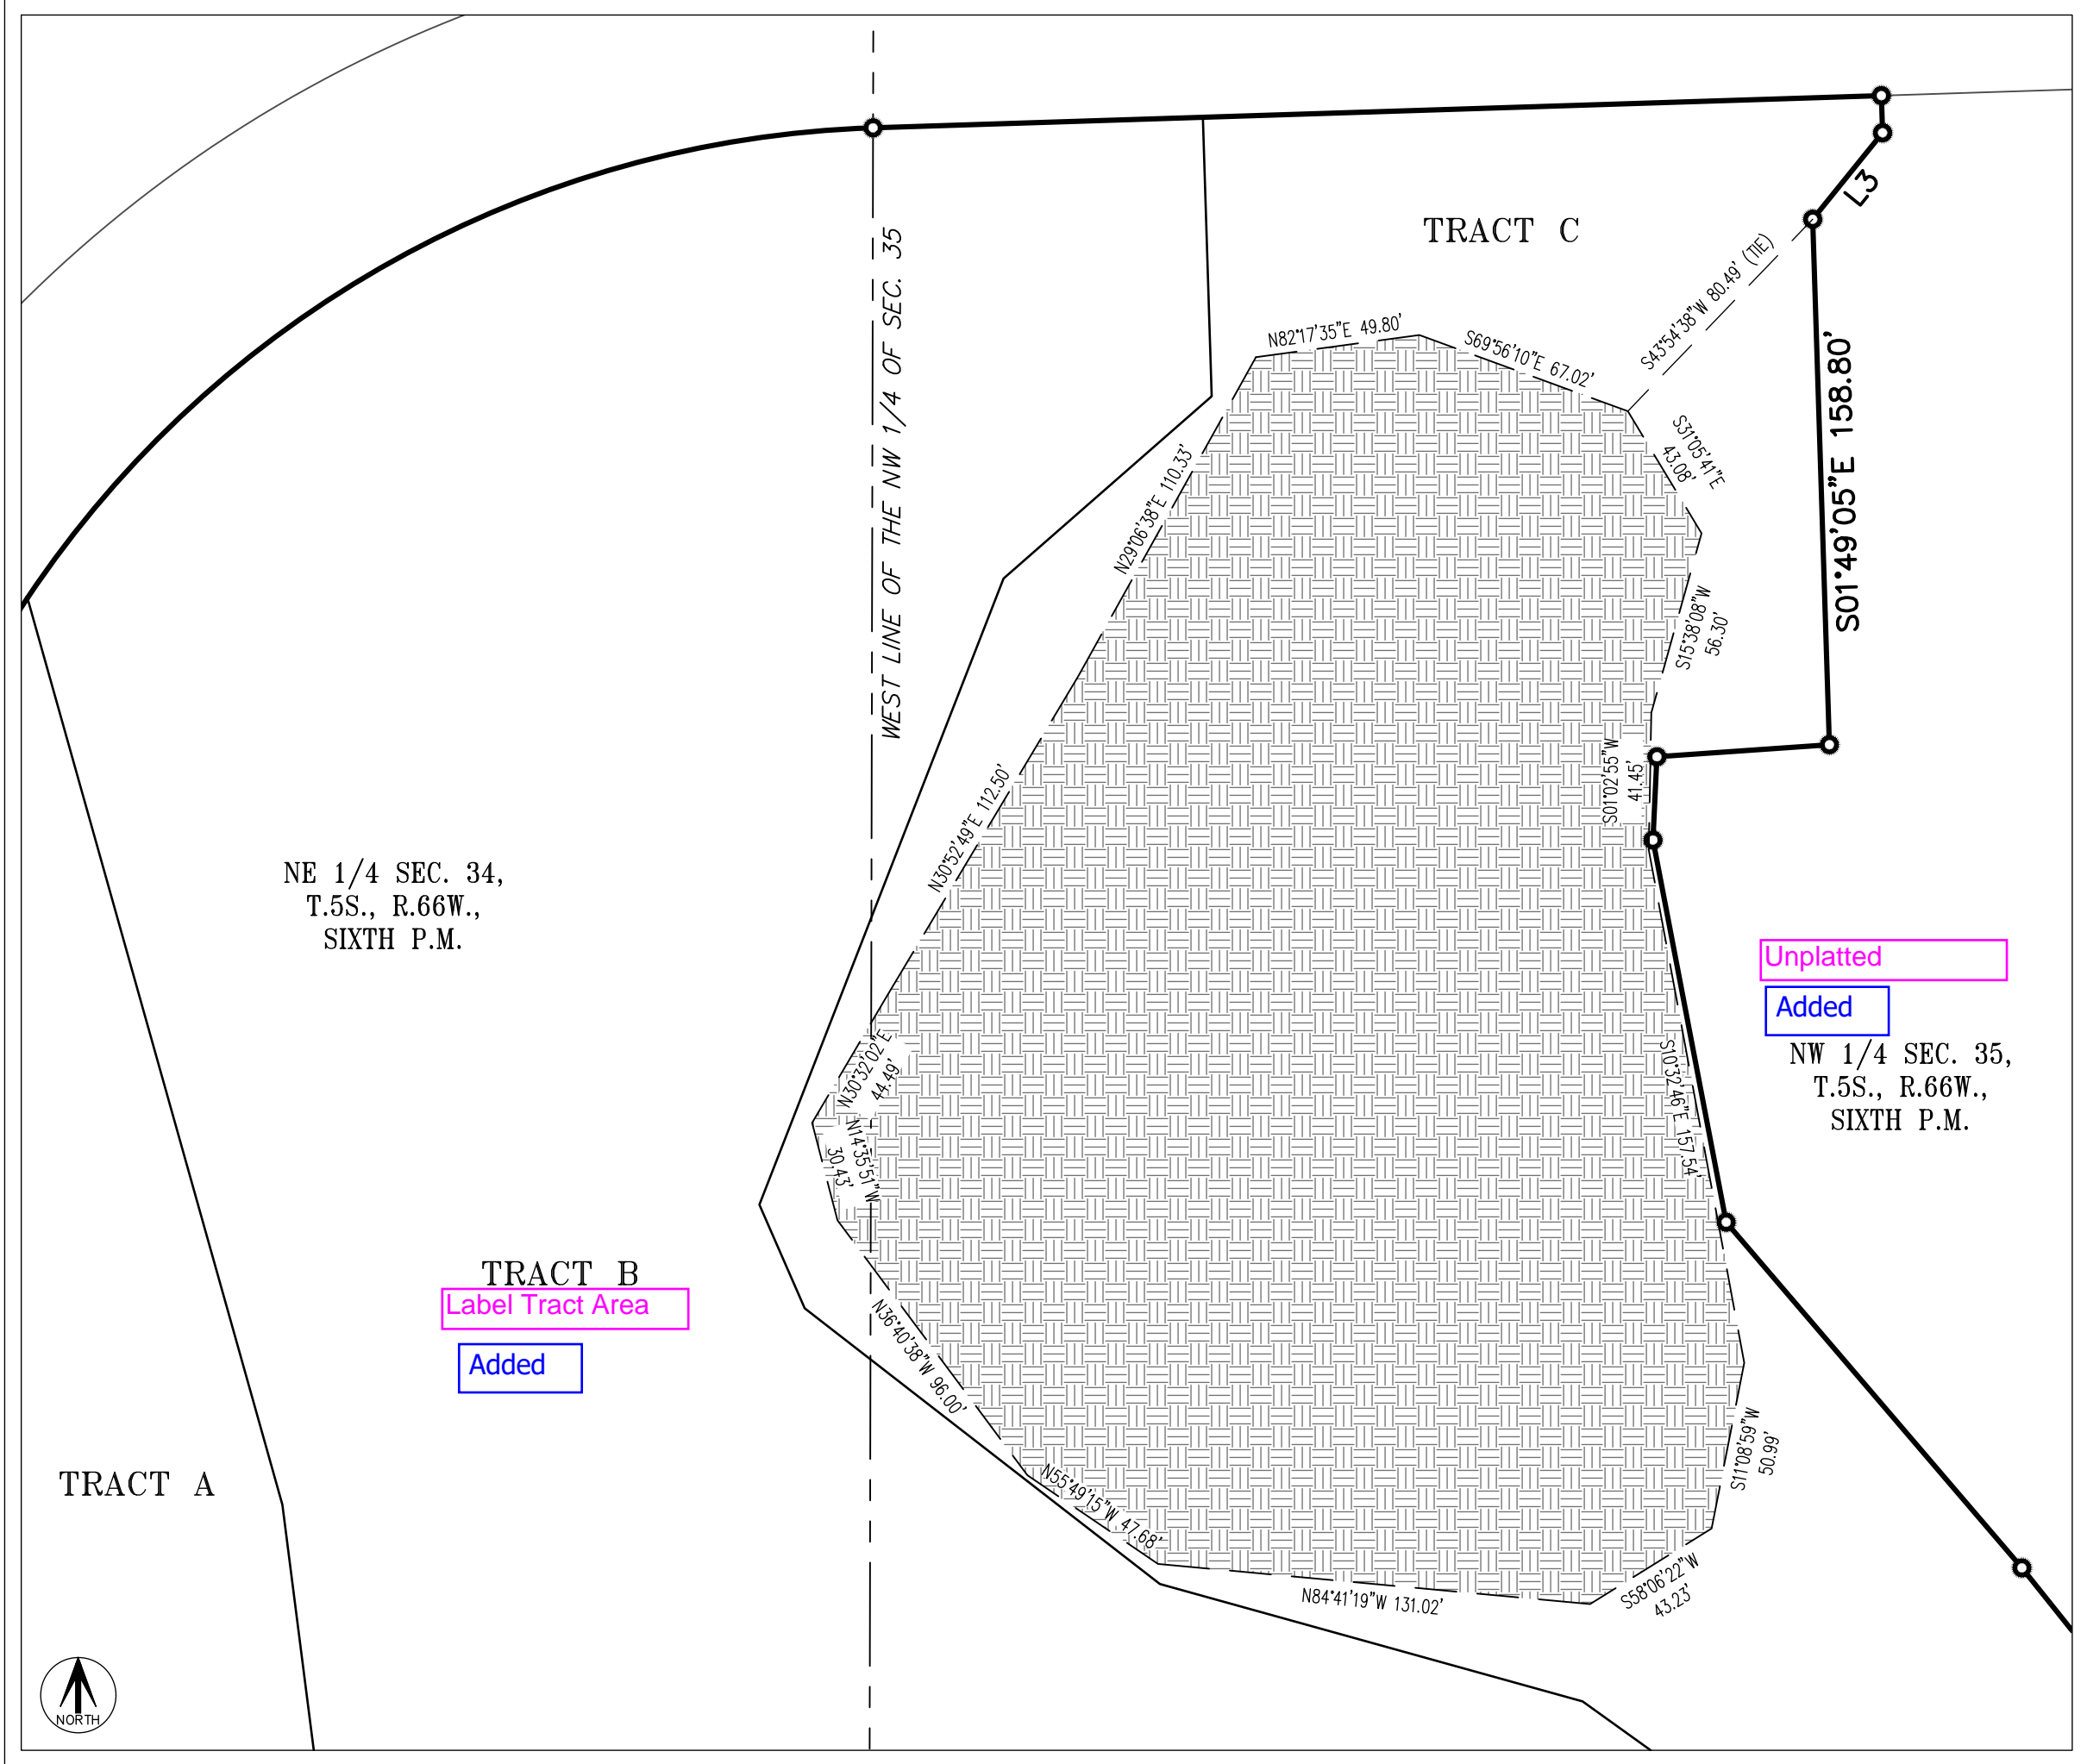 L3
TRACT C
WEST LINE OF THE NW 1/4 OF SEC. 35
S43°54'38"W 80.49' (TIE)
N82°17'35"E 49.80'
S69°56'10"E 67.02'
S31°05'41"E
43.08'
S01°49'05"E 158.80'
N29°06'38"E 110.33'
S15°38'08"W
56.30'
S01°02'55"W
41.45'
N30°52'49"E 112.50'
NE 1/4 SEC. 34,
T.5S., R.66W.,
SIXTH P.M.
Unplatted
Added
NW 1/4 SEC. 35,
T.5S., R.66W.,
SIXTH P.M.
N30°32'02"E
44.49'
S10°32'46"E 157.54'
N14°35'51"W
30.43'
TRACT B
Label Tract Area
Added
N36°40'38"W 96.00'
S11°08'59"W
50.99'
TRACT A
N55°49'15"W 47.68'
S58°06'22"W
43.23'
N84°41'19"W 131.02'
NORTH